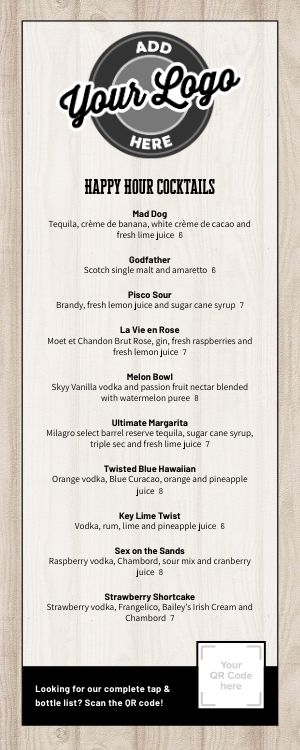 ADD
Your Logo
HERE
HAPPY HOUR COCKTAILS
Mad Dog
Tequila, crème de banana, white crème de cacao and
fresh lime juice 6
Godfather
Scotch single malt and amaretto 6
Pisco Sour
Brandy, fresh lemon juice and sugar cane syrup 7
La Vie en Rose
Moet et Chandon Brut Rose, gin, fresh raspberries and
fresh lemon juice 7
Melon Bowl
Skyy Vanilla vodka and passion fruit nectar blended
with watermelon puree 8
Ultimate Margarita
Milagro select barrel reserve tequila, sugar cane syrup,
triple sec and fresh lime juice 7
Twisted Blue Hawaiian
Orange vodka, Blue Curacao, orange and pineapple
juice 8
Key Lime Twist
Vodka, rum, lime and pineapple juice 6
Sex on the Sands
Raspberry vodka, Chambord, sour mix and cranberry
juice 8
Strawberry Shortcake
Strawberry vodka, Frangelico, Bailey's Irish Cream and
Chambord 7
Your
QR Code
here
Looking for our complete tap &
bottle list? Scan the QR code!